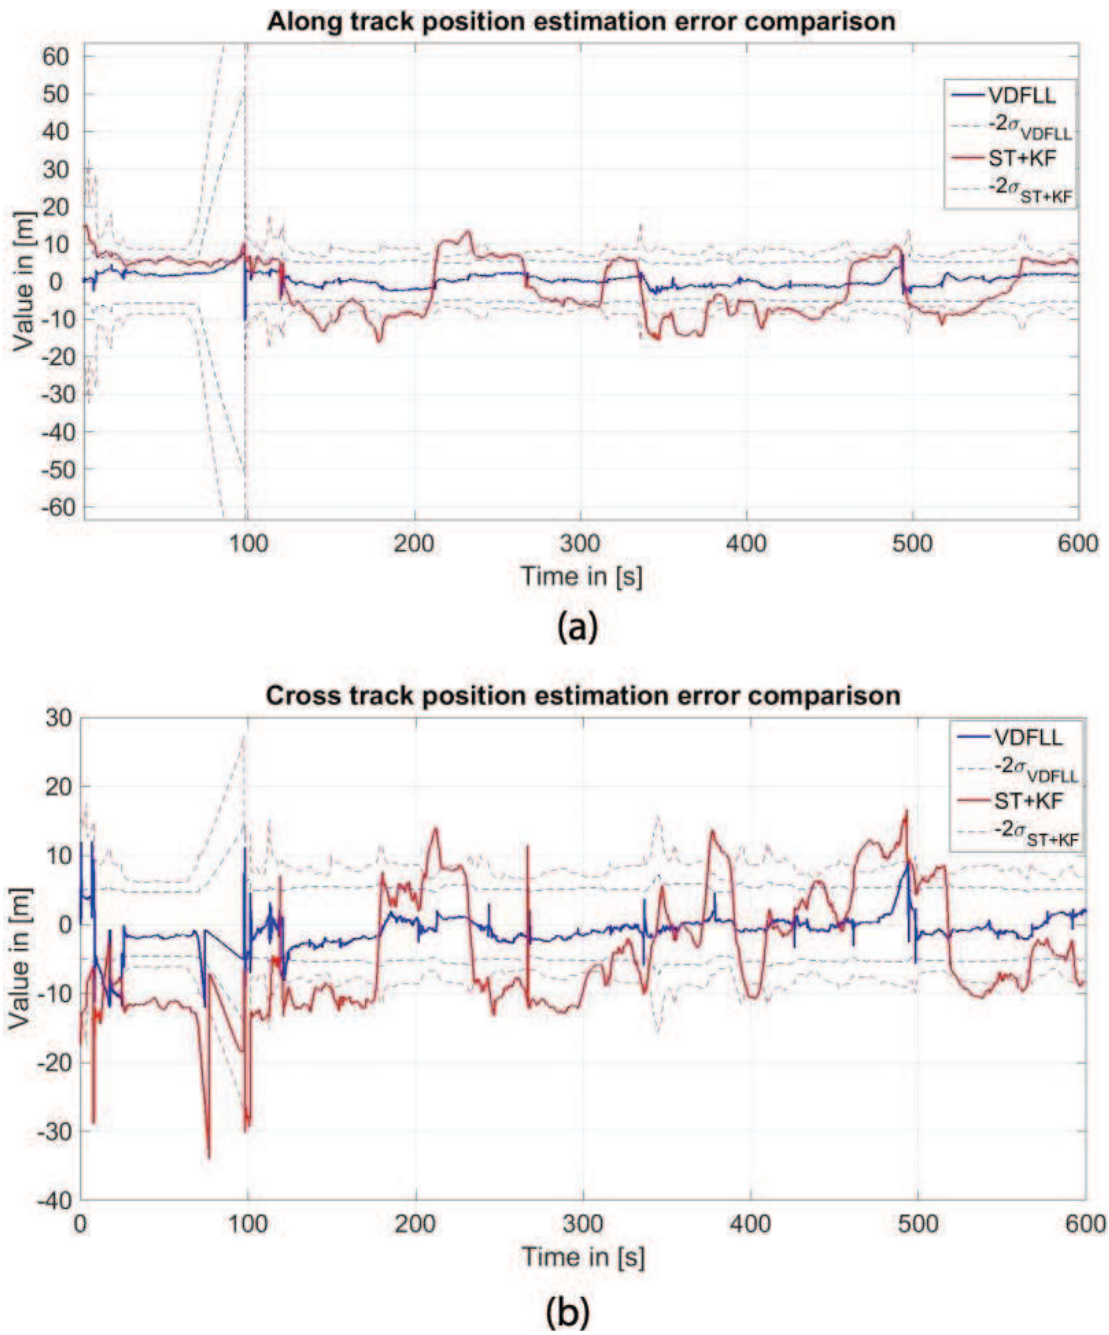 Along track position estimation error comparison
60
50
40
30
20
10
0
-10
-20
-30
-40
-50
-60
Value in [m]
VDFLL
-2σVDFLL
ST+KF
-2σST+KF
100
200
300
400
500
600
Time in [s]
(a)
Cross track position estimation error comparison
30
20
10
0
-10
-20
-30
-40
Value in [m]
VDFLL
-2σVDFLL
ST+KF
-2σST+KF
0
100
200
300
400
500
600
Time in [s]
(b)